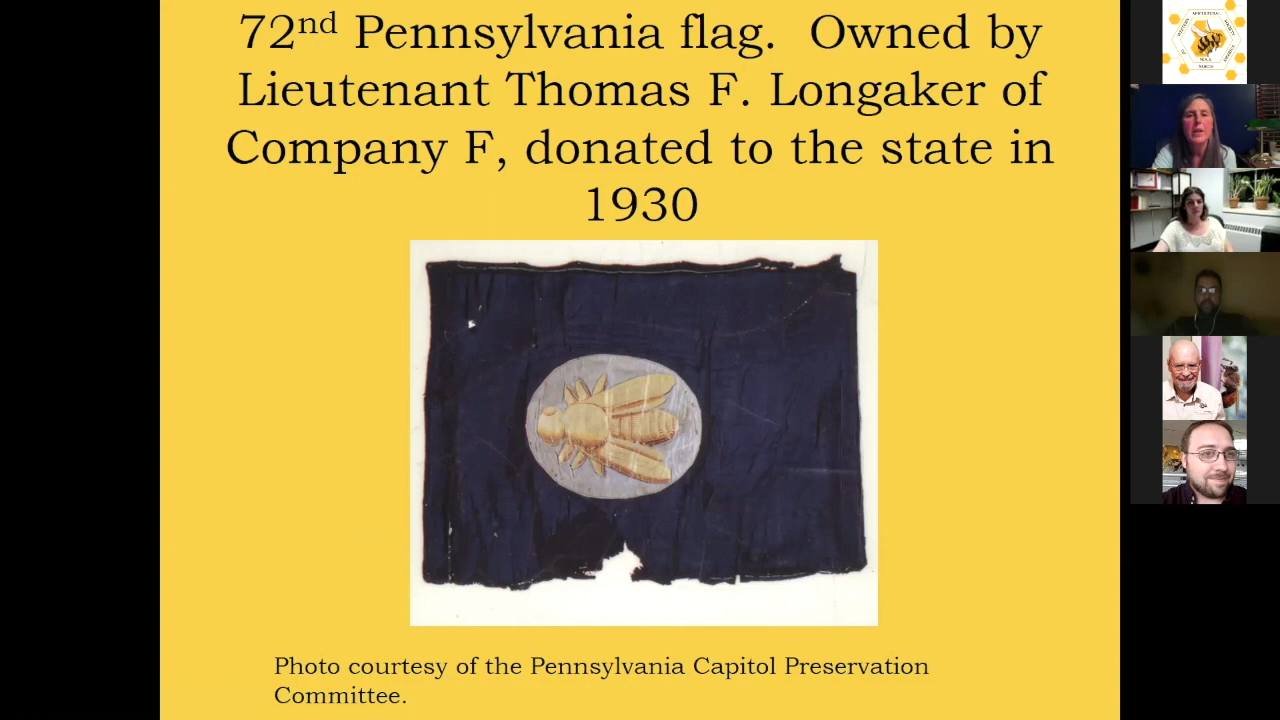 72nd Pennsylvania flag. Owned by
Lieutenant Thomas F. Longaker of
Company F, donated to the state in
1930
Photo courtesy of the Pennsylvania Capitol Preservation
Committee.